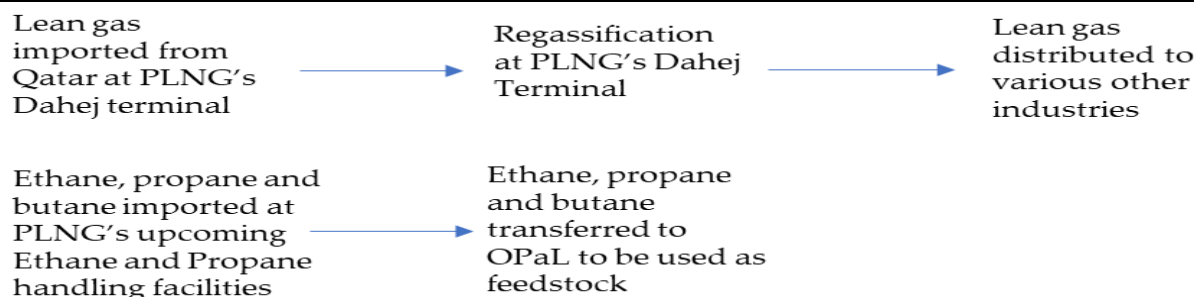 Lean gas
imported from
Qatar at PLNG's
Dahej terminal
Regassification
at PLNG's Dahej
Terminal
Lean gas
distributed to
various other
industries
Ethane, propane and
butane imported at
PLNG's upcoming
Ethane and Propane
handling facilities
Ethane, propane
and butane
transferred to
OPaL to be used as
feedstock